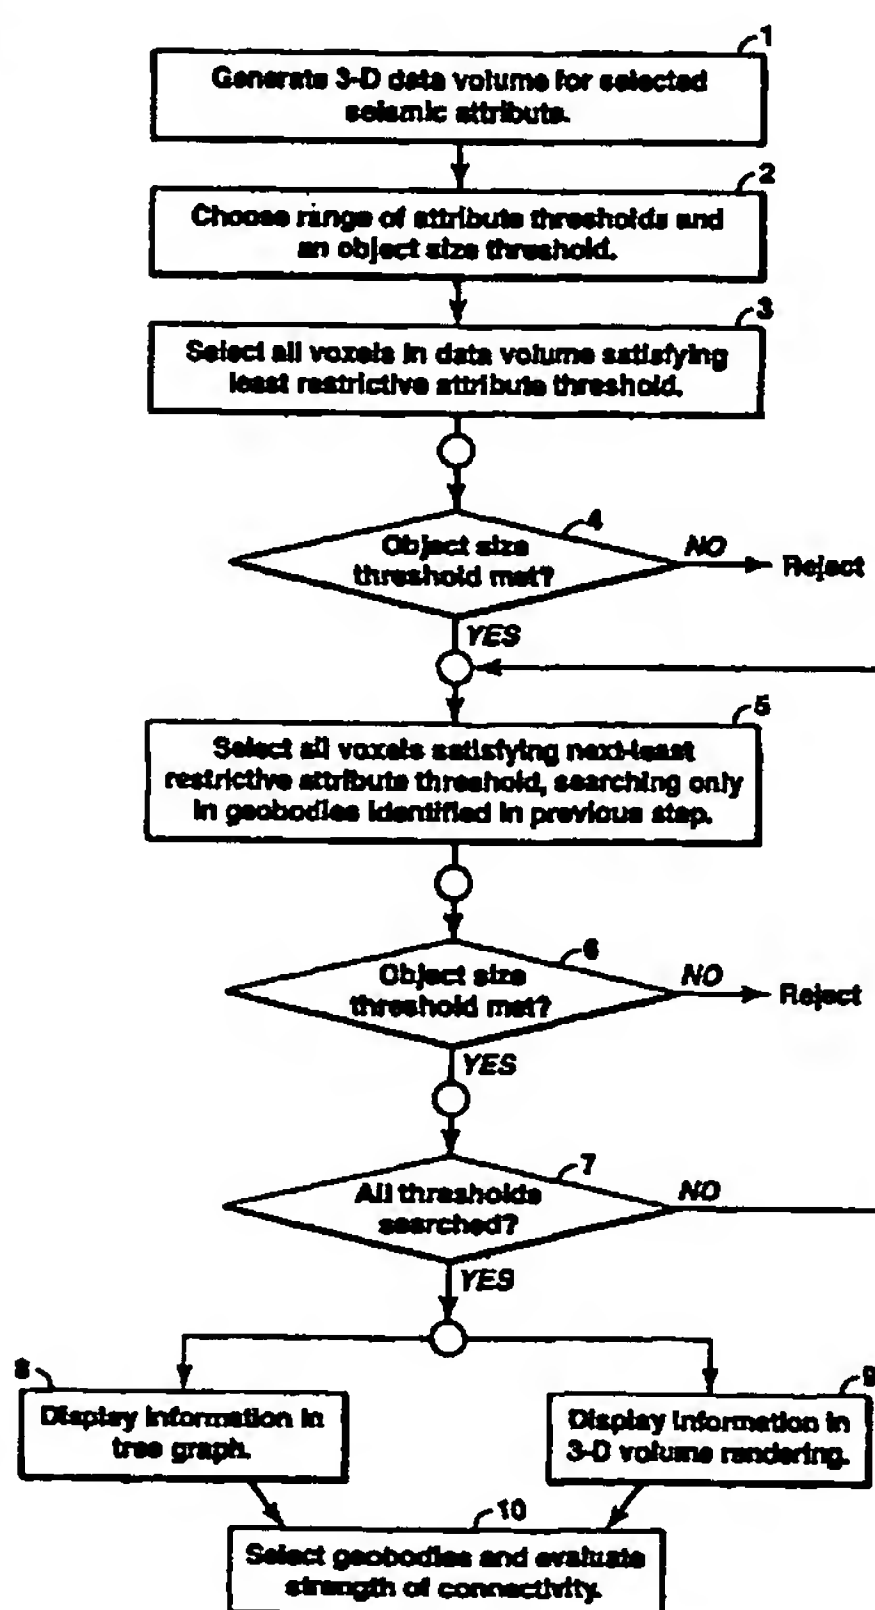 1
Generate 3-D data volume for selected
seismic attribute.
2
Choose range of attribute thresholds and
an object size threshold.
3
Select all voxels in data volume satisfying
least restrictive attribute threshold.
4
Object size
threshold met?
NO
Reject
YES
5
Select all voxels satisfying next-least
restrictive attribute threshold, searching only
in geobodies identified in previous step.
6
Object size
threshold met?
NO
Reject
YES
7
All thresholds
searched?
NO
YES
8
Display information in
tree graph.
9
Display information in
3-D volume rendering.
10
Select geobodies and evaluate
strength of connectivity.